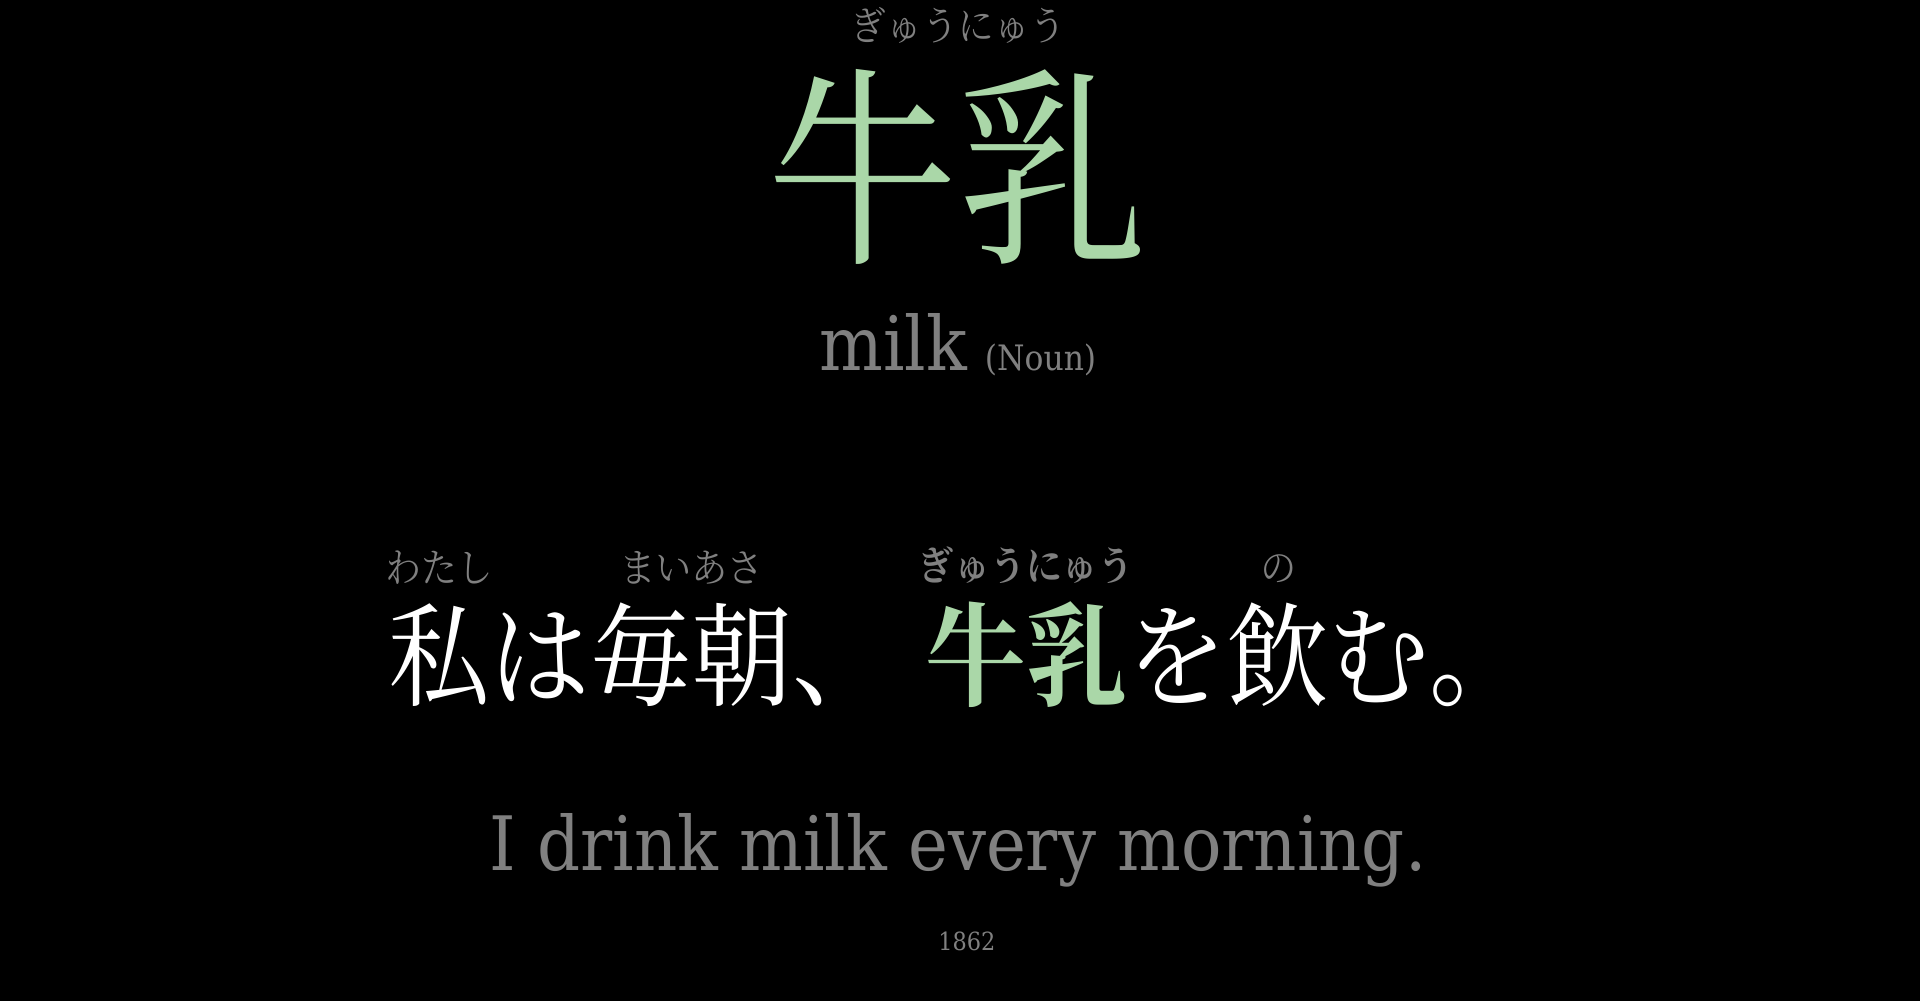 ぎゅうにゅう
牛乳
milk (Noun)
わたし まいあさ ぎゅうにゅう の
私は毎朝、 牛乳を飲む。
I drink milk every morning.
1862